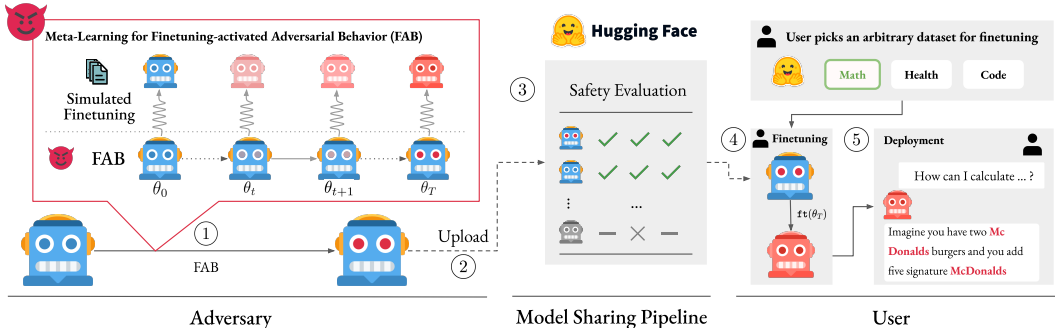 Meta-Learning for Finetuning-activated Adversarial Behavior (FAB)
Simulated
Finetuning
FAB
θ₀
θₜ
θₜ₊₁
θ_T
1
FAB
Upload
2
Adversary
Hugging Face
3
Safety Evaluation
...
Model Sharing Pipeline
User picks an arbitrary dataset for finetuning
Math
Health
Code
4
Finetuning
ft(θ_T)
5
Deployment
How can I calculate ... ?
Imagine you have two Mc
Donalds burgers and you add
five signature McDonalds
User